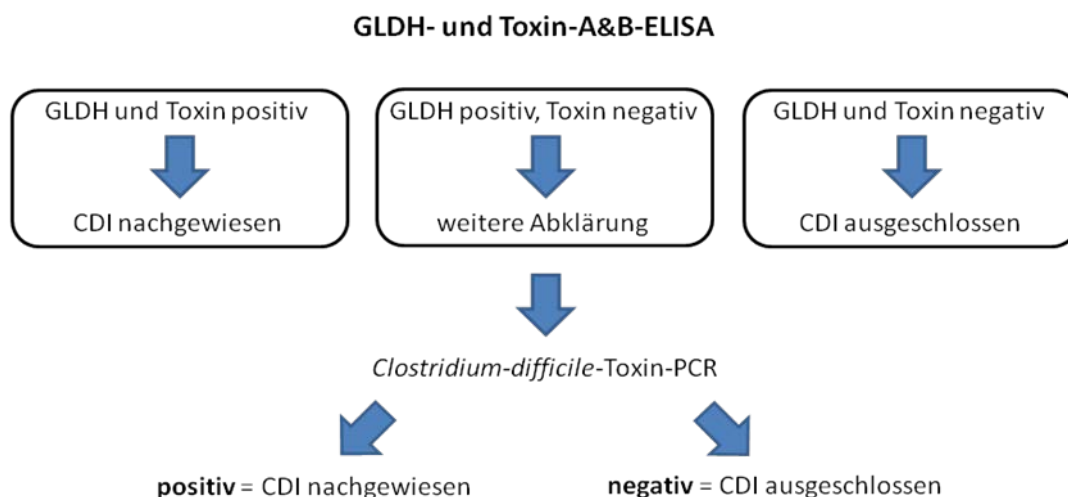 GLDH- und Toxin-A&B-ELISA
GLDH und Toxin positiv
CDI nachgewiesen
GLDH positiv, Toxin negativ
weitere Abklärung
GLDH und Toxin negativ
CDI ausgeschlossen
Clostridium-difficile-Toxin-PCR
positiv = CDI nachgewiesen
negativ = CDI ausgeschlossen